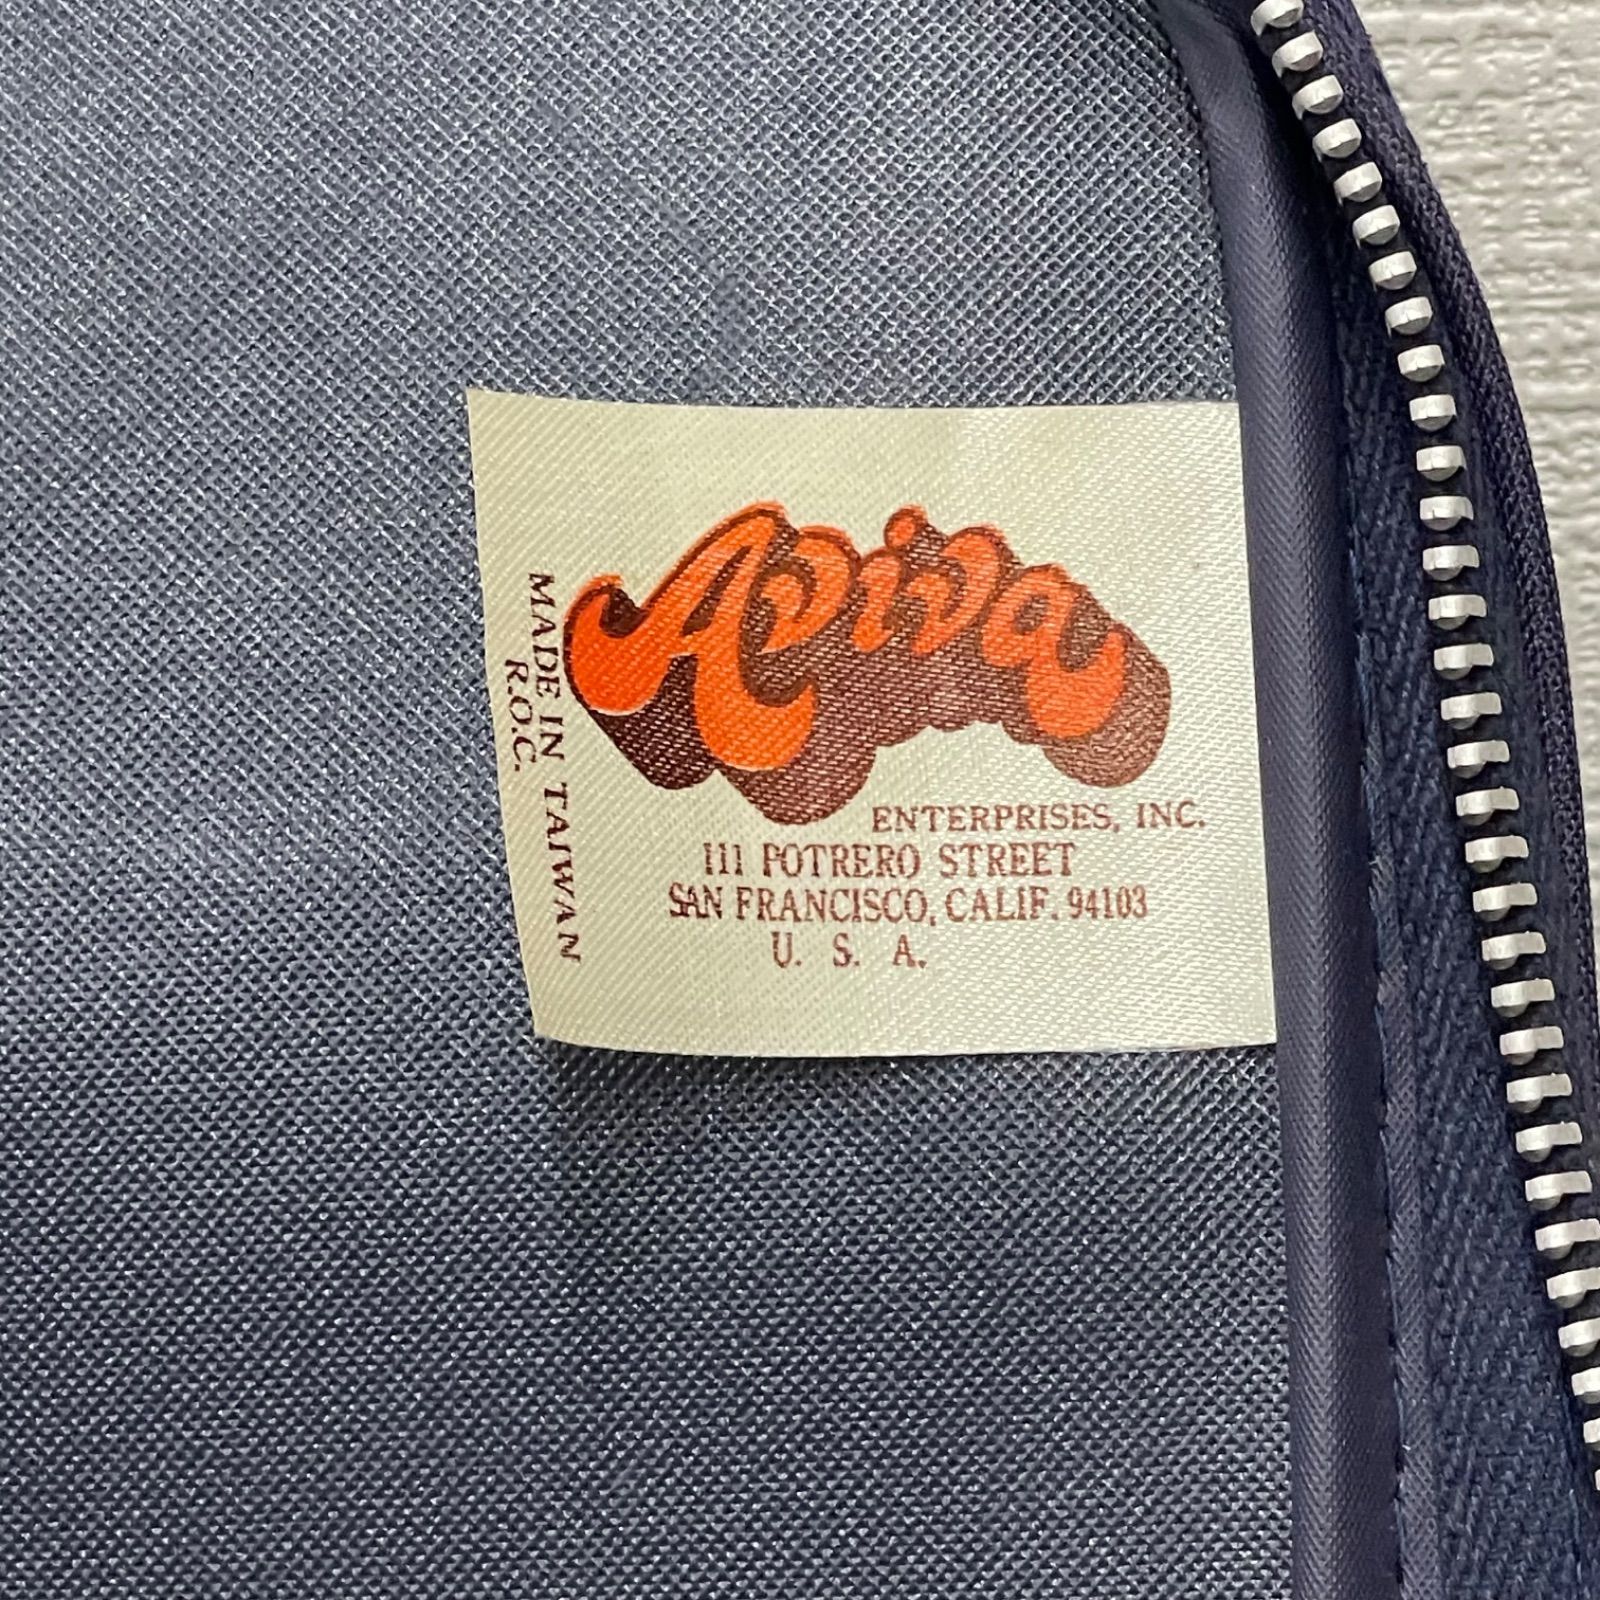 Aviva
ENTERPRISES, INC.
111 POTRERO STREET
SAN FRANCISCO, CALIF. 94103
U. S. A.
MADE IN TAIWAN
R.O.C.